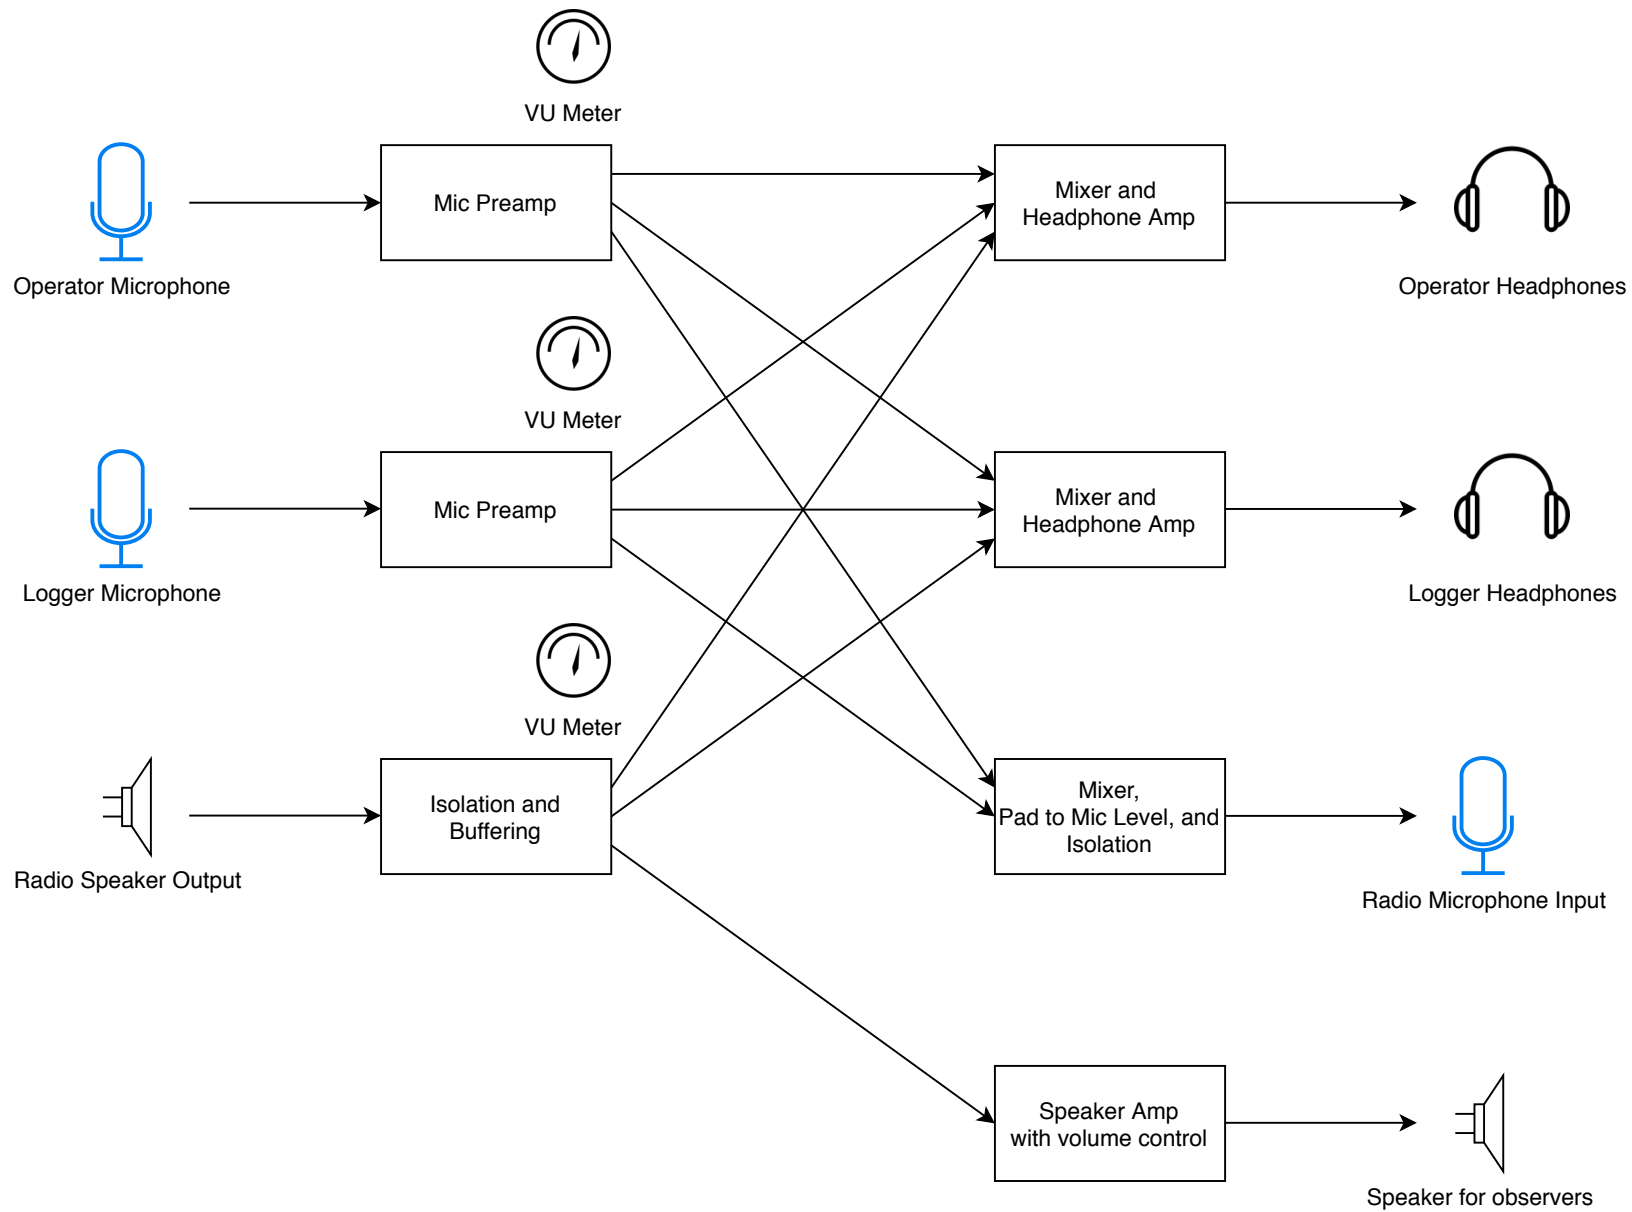 VU Meter
Mic Preamp
Mixer and
Headphone Amp
Operator Microphone
Operator Headphones
VU Meter
Mic Preamp
Mixer and
Headphone Amp
Logger Microphone
Logger Headphones
VU Meter
Isolation and
Buffering
Mixer,
Pad to Mic Level, and
Isolation
Radio Speaker Output
Radio Microphone Input
Speaker Amp
with volume control
Speaker for observers